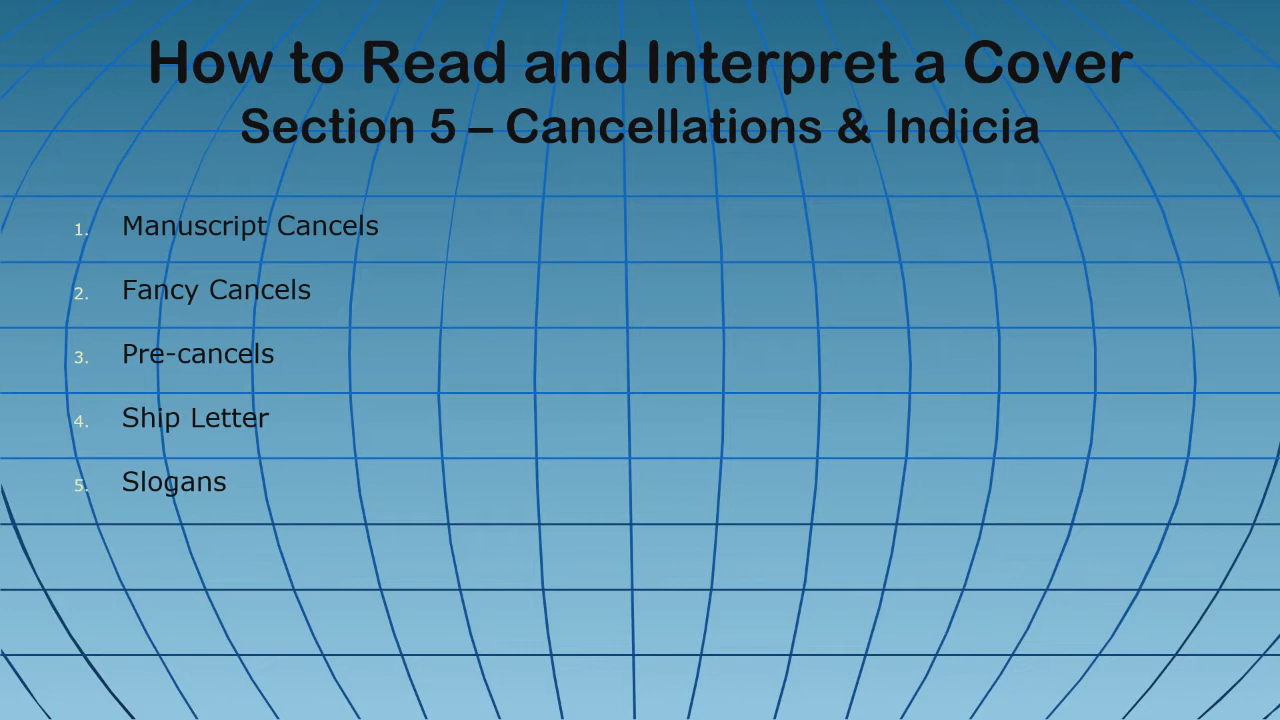 How to Read and Interpret a Cover
Section 5 – Cancellations & Indicia
1. Manuscript Cancels
2. Fancy Cancels
3. Pre-cancels
4. Ship Letter
5. Slogans